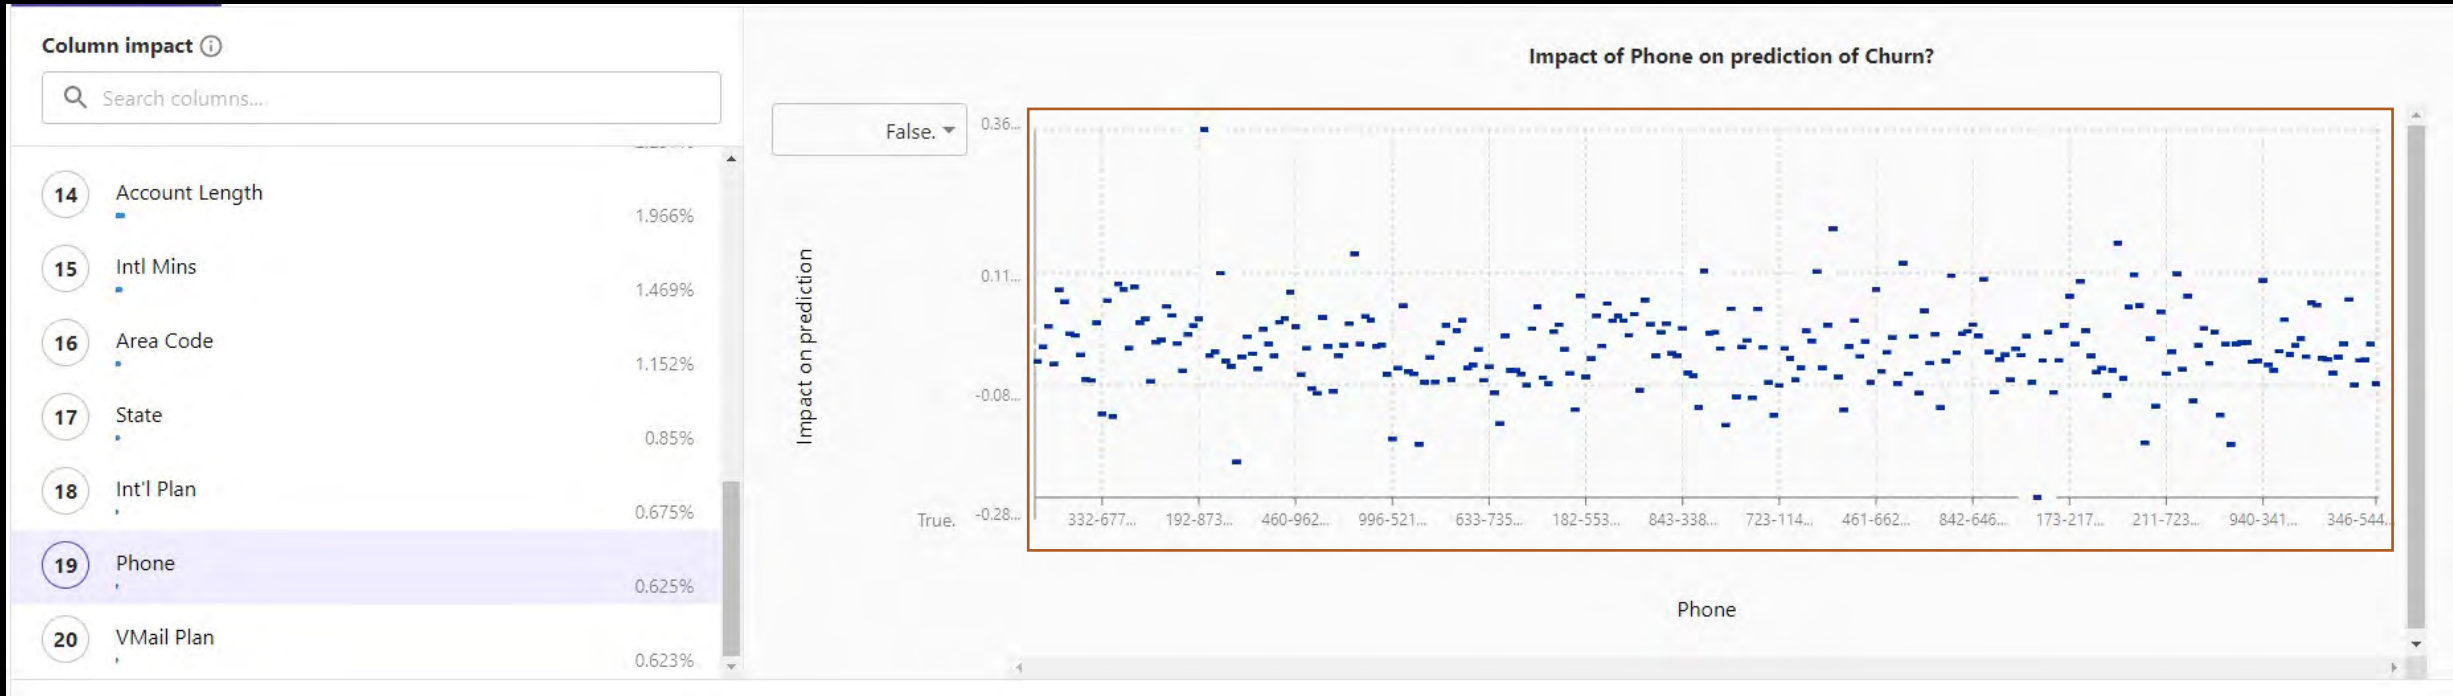 Column impact
Search columns...
14 Account Length
1.966%
15 Intl Mins
1.469%
16 Area Code
1.152%
17 State
0.85%
18 Int'l Plan
0.675%
19 Phone
0.625%
20 VMail Plan
0.623%
Impact of Phone on prediction of Churn?
False.
0.36...
0.11...
-0.08...
-0.28...
True.
Impact on prediction
332-677... 192-873... 460-962... 996-521... 633-735... 182-553... 843-338... 723-114... 461-662... 842-646... 173-217... 211-723... 940-341... 346-544...
Phone